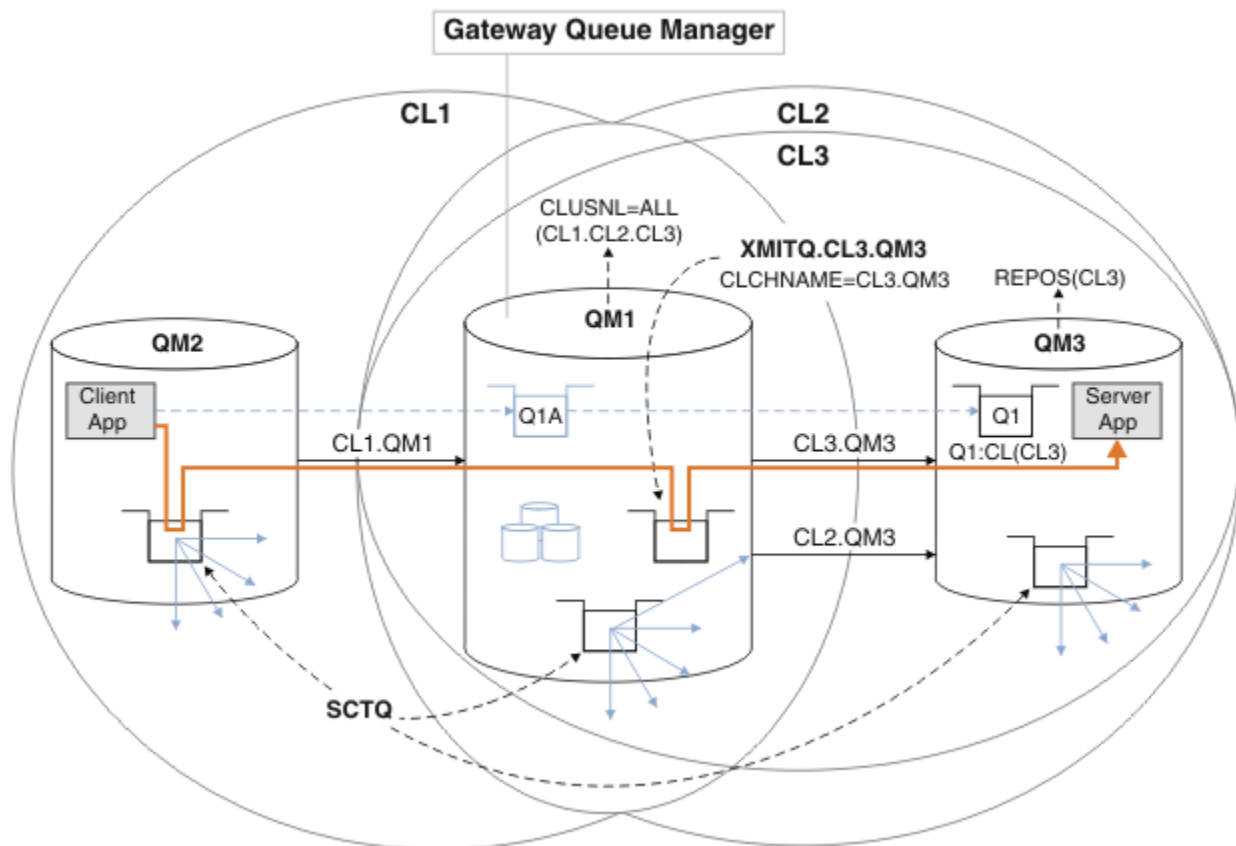 Gateway Queue Manager
CL1
CL2
CL3
CLUSNL=ALL
(CL1.CL2.CL3)
XMITQ.CL3.QM3
CLCHNAME=CL3.QM3
REPOS(CL3)
QM2
QM1
QM3
Client
App
Q1A
Q1
Server
App
CL1.QM1
CL3.QM3
Q1:CL(CL3)
CL2.QM3
SCTQ